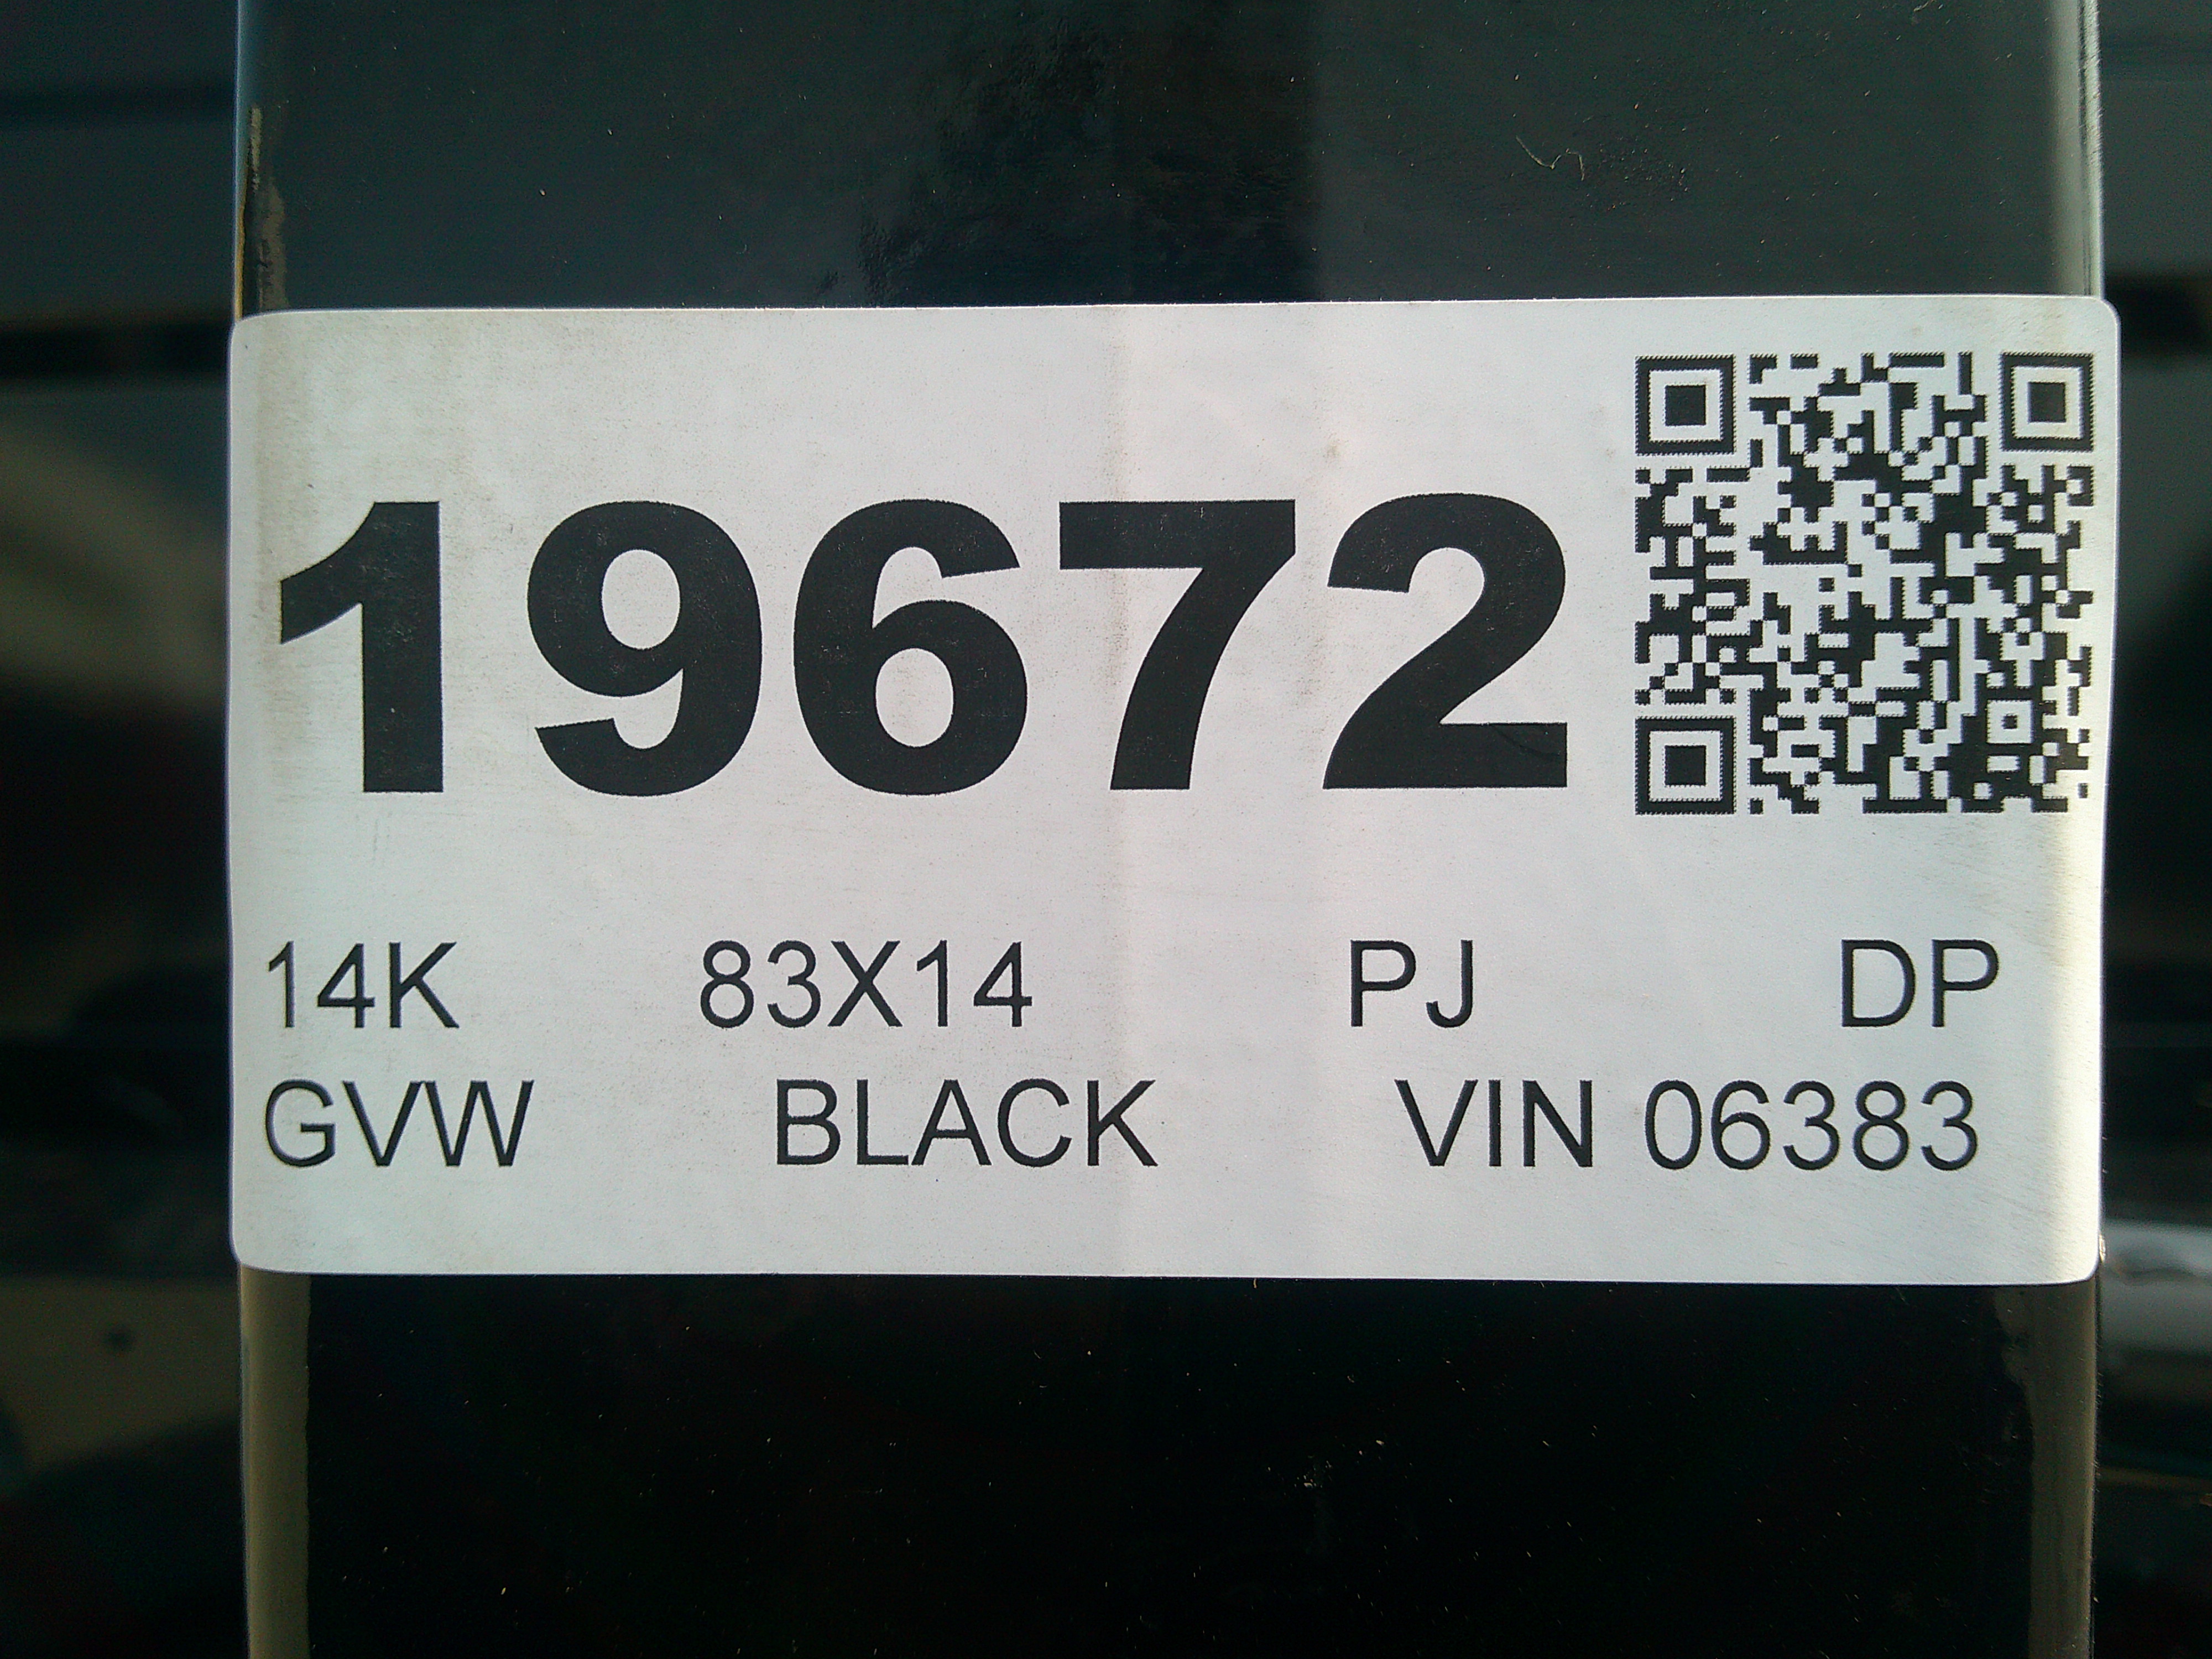 19672
14K 83X14 PJ DP
GVW BLACK VIN 06383